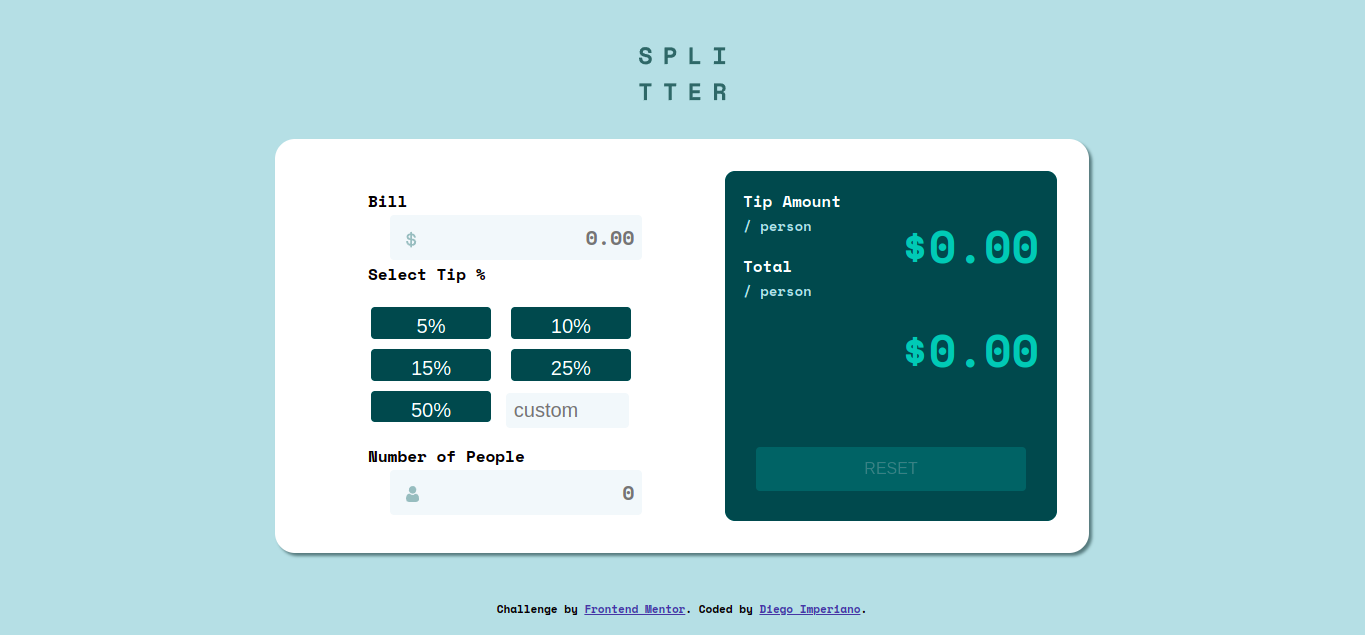 SPLI
TTER
Bill
$ 0.00
Select Tip %
5% 10%
15% 25%
50% custom
Number of People
0
Tip Amount
/ person
$0.00
Total
/ person
$0.00
RESET
Challenge by Frontend Mentor. Coded by Diego Imperiano.